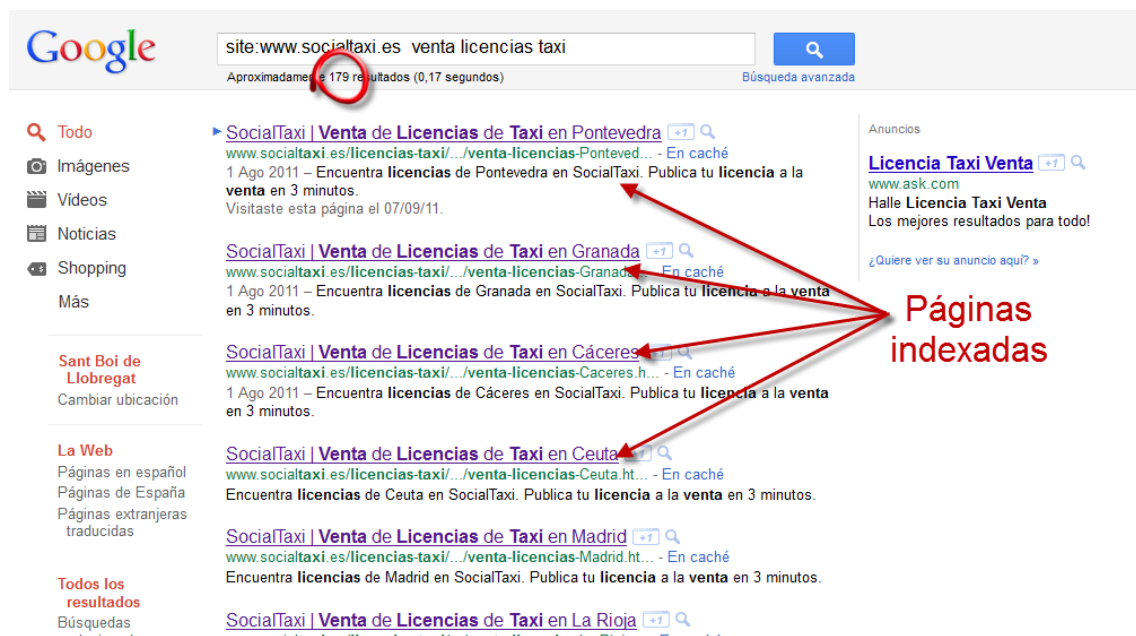 Google
site:www.socialtaxi.es venta licencias taxi
Aproximadamente 179 resultados (0,17 segundos)
Búsqueda avanzada
Todo
Imágenes
Vídeos
Noticias
Shopping
Más
Sant Boi de
Llobregat
Cambiar ubicación
La Web
Páginas en español
Páginas de España
Páginas extranjeras
traducidas
Todos los
resultados
Búsquedas
SocialTaxi | Venta de Licencias de Taxi en Pontevedra +1
www.socialtaxi.es/licencias-taxi/.../venta-licencias-Ponteved... - En caché
1 Ago 2011 – Encuentra licencias de Pontevedra en SocialTaxi. Publica tu licencia a la
venta en 3 minutos.
Visitaste esta página el 07/09/11.
SocialTaxi | Venta de Licencias de Taxi en Granada +1
www.socialtaxi.es/licencias-taxi/.../venta-licencias-Granada... - En caché
1 Ago 2011 – Encuentra licencias de Granada en SocialTaxi. Publica tu licencia a la venta
en 3 minutos.
SocialTaxi | Venta de Licencias de Taxi en Cáceres +1
www.socialtaxi.es/licencias-taxi/.../venta-licencias-Caceres.h... - En caché
1 Ago 2011 – Encuentra licencias de Cáceres en SocialTaxi. Publica tu licencia a la venta
en 3 minutos.
SocialTaxi | Venta de Licencias de Taxi en Ceuta +1
www.socialtaxi.es/licencias-taxi/.../venta-licencias-Ceuta.ht... - En caché
Encuentra licencias de Ceuta en SocialTaxi. Publica tu licencia a la venta en 3 minutos.
SocialTaxi | Venta de Licencias de Taxi en Madrid +1
www.socialtaxi.es/licencias-taxi/.../venta-licencias-Madrid.ht... - En caché
Encuentra licencias de Madrid en SocialTaxi. Publica tu licencia a la venta en 3 minutos.
SocialTaxi | Venta de Licencias de Taxi en La Rioja +1
Anuncios
Licencia Taxi Venta +1
www.ask.com
Halle Licencia Taxi Venta
Los mejores resultados para todo!
¿Quiere ver su anuncio aquí? »
Páginas
indexadas